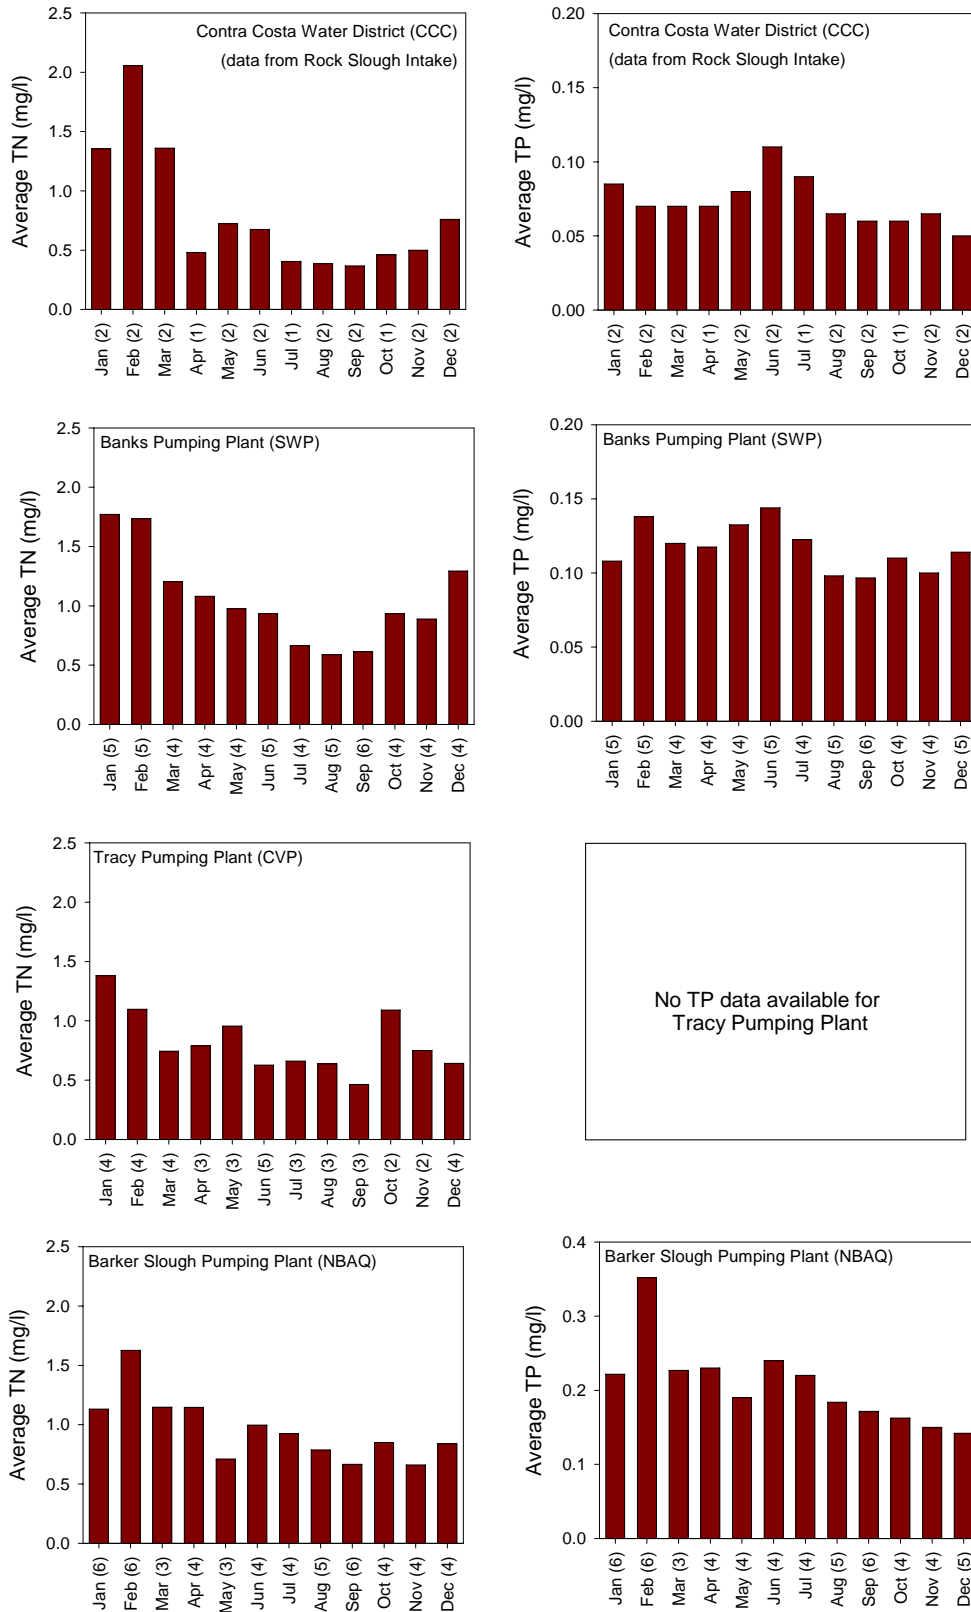 Contra Costa Water District (CCC)
(data from Rock Slough Intake)
Average TN (mg/l)
2.5
2.0
1.5
1.0
0.5
0.0
Jan (2)
Feb (2)
Mar (2)
Apr (1)
May (2)
Jun (2)
Jul (1)
Aug (2)
Sep (2)
Oct (1)
Nov (2)
Dec (2)
Contra Costa Water District (CCC)
(data from Rock Slough Intake)
Average TP (mg/l)
0.20
0.15
0.10
0.05
0.00
Jan (2)
Feb (2)
Mar (2)
Apr (1)
May (2)
Jun (2)
Jul (1)
Aug (2)
Sep (2)
Oct (1)
Nov (2)
Dec (2)
Banks Pumping Plant (SWP)
Average TN (mg/l)
2.5
2.0
1.5
1.0
0.5
0.0
Jan (5)
Feb (5)
Mar (4)
Apr (4)
May (4)
Jun (5)
Jul (4)
Aug (5)
Sep (6)
Oct (4)
Nov (4)
Dec (4)
Banks Pumping Plant (SWP)
Average TP (mg/l)
0.20
0.15
0.10
0.05
0.00
Jan (5)
Feb (5)
Mar (4)
Apr (4)
May (4)
Jun (5)
Jul (4)
Aug (5)
Sep (6)
Oct (4)
Nov (4)
Dec (5)
Tracy Pumping Plant (CVP)
Average TN (mg/l)
2.5
2.0
1.5
1.0
0.5
0.0
Jan (4)
Feb (4)
Mar (4)
Apr (3)
May (3)
Jun (5)
Jul (3)
Aug (3)
Sep (3)
Oct (2)
Nov (2)
Dec (4)
No TP data available for
Tracy Pumping Plant
Barker Slough Pumping Plant (NBAQ)
Average TN (mg/l)
2.5
2.0
1.5
1.0
0.5
0.0
Jan (6)
Feb (6)
Mar (3)
Apr (4)
May (3)
Jun (4)
Jul (4)
Aug (5)
Sep (6)
Oct (4)
Nov (4)
Dec (4)
Barker Slough Pumping Plant (NBAQ)
Average TP (mg/l)
0.4
0.3
0.2
0.1
0.0
Jan (6)
Feb (6)
Mar (3)
Apr (4)
May (4)
Jun (4)
Jul (4)
Aug (5)
Sep (6)
Oct (4)
Nov (4)
Dec (5)